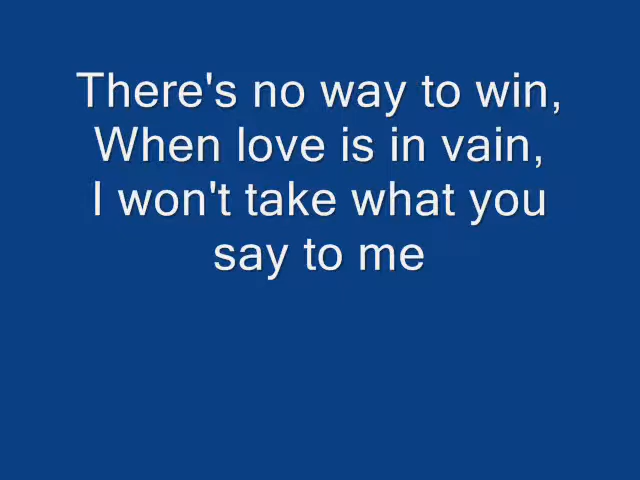 There's no way to win,
When love is in vain,
I won't take what you
say to me